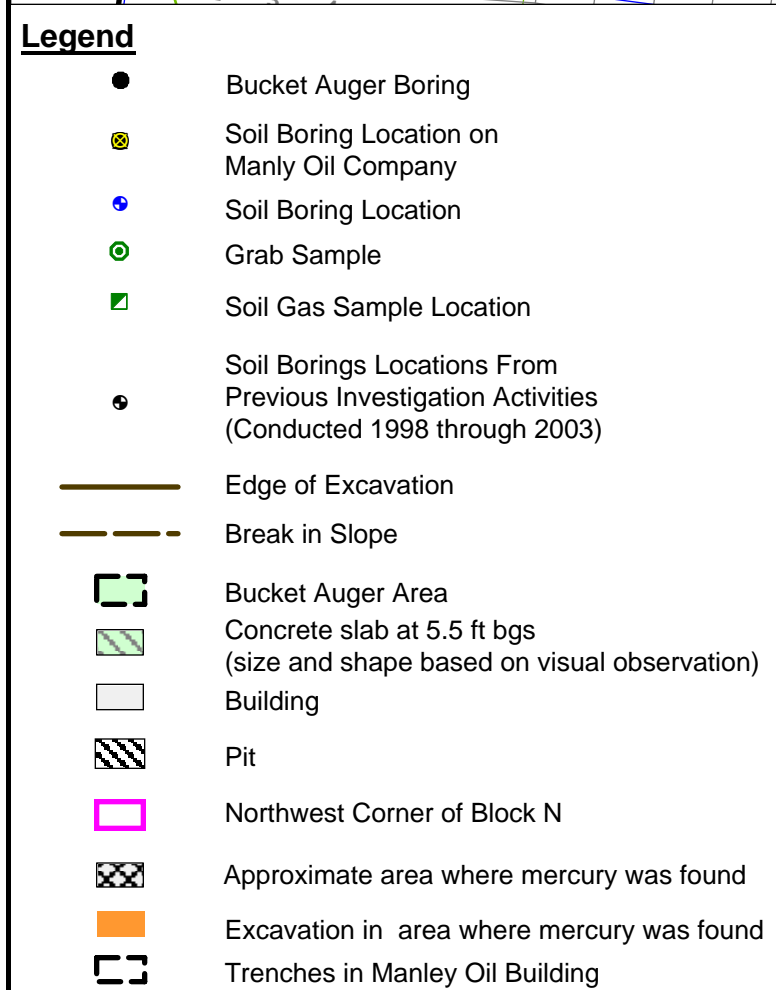 Legend
Bucket Auger Boring
Soil Boring Location on
Manly Oil Company
Soil Boring Location
Grab Sample
Soil Gas Sample Location
Soil Borings Locations From
Previous Investigation Activities
(Conducted 1998 through 2003)
Edge of Excavation
Break in Slope
Bucket Auger Area
Concrete slab at 5.5 ft bgs
(size and shape based on visual observation)
Building
Pit
Northwest Corner of Block N
Approximate area where mercury was found
Excavation in area where mercury was found
Trenches in Manley Oil Building